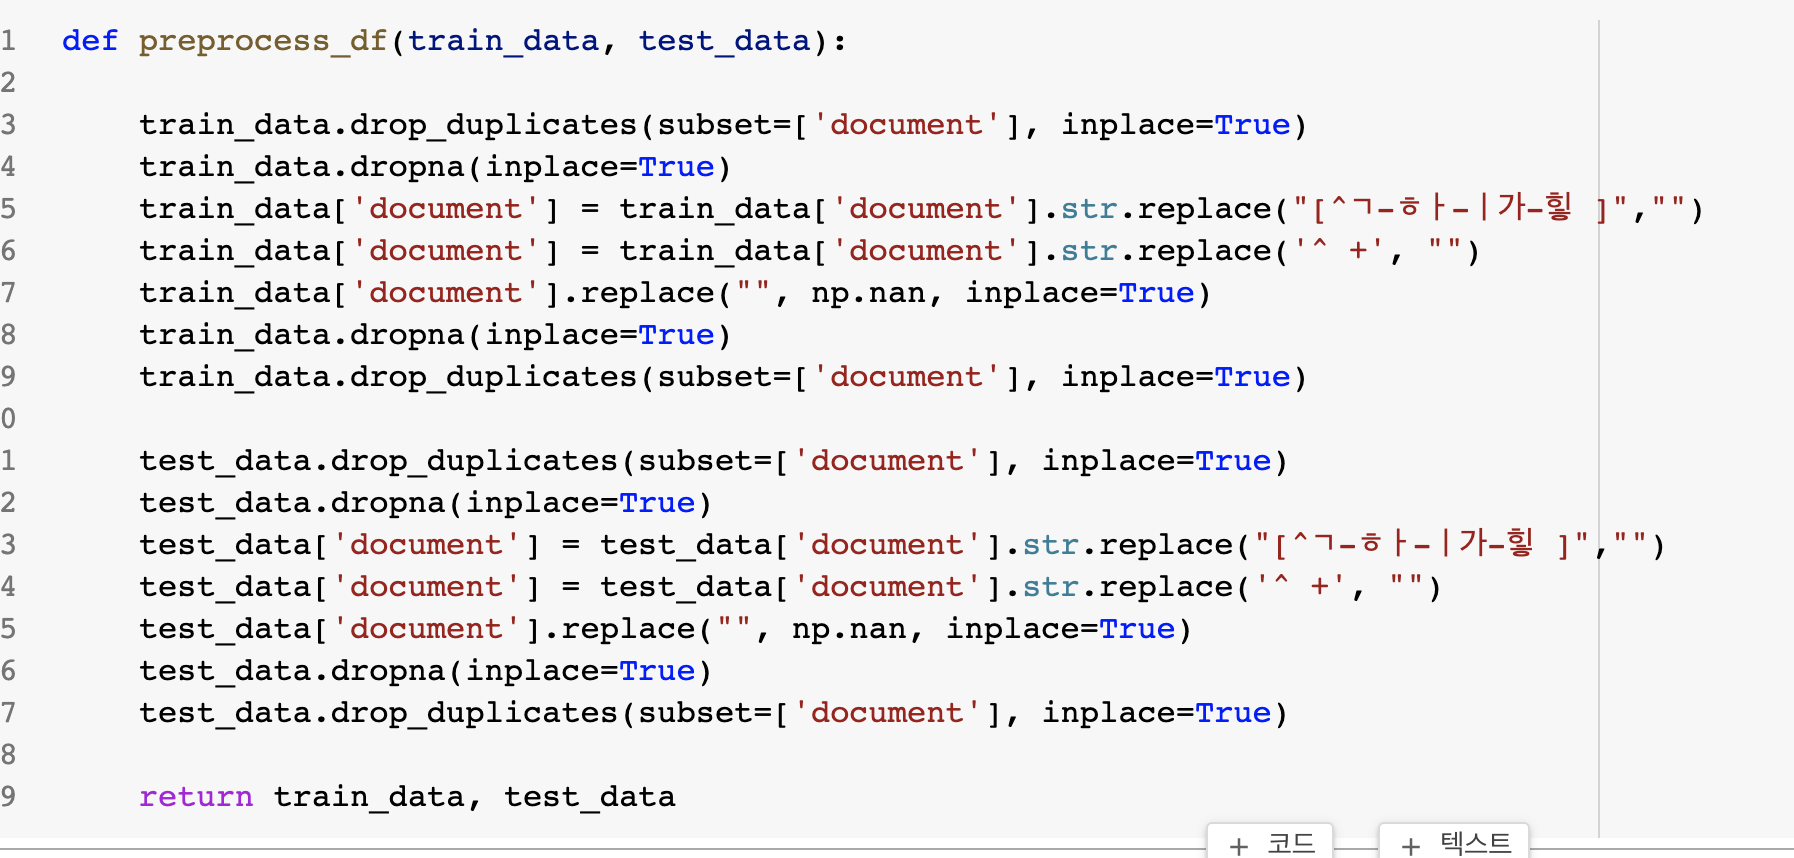 1 def preprocess_df(train_data, test_data):
2
3 train_data.drop_duplicates(subset=['document'], inplace=True)
4 train_data.dropna(inplace=True)
5 train_data['document'] = train_data['document'].str.replace("[^ㄱ-ㅎㅏ-ㅣ가-힣 ]","")
6 train_data['document'] = train_data['document'].str.replace('^ +', "")
7 train_data['document'].replace("", np.nan, inplace=True)
8 train_data.dropna(inplace=True)
9 train_data.drop_duplicates(subset=['document'], inplace=True)
0
1 test_data.drop_duplicates(subset=['document'], inplace=True)
2 test_data.dropna(inplace=True)
3 test_data['document'] = test_data['document'].str.replace("[^ㄱ-ㅎㅏ-ㅣ가-힣 ]","")
4 test_data['document'] = test_data['document'].str.replace('^ +', "")
5 test_data['document'].replace("", np.nan, inplace=True)
6 test_data.dropna(inplace=True)
7 test_data.drop_duplicates(subset=['document'], inplace=True)
8
9 return train_data, test_data
+ 코드 + 텍스트